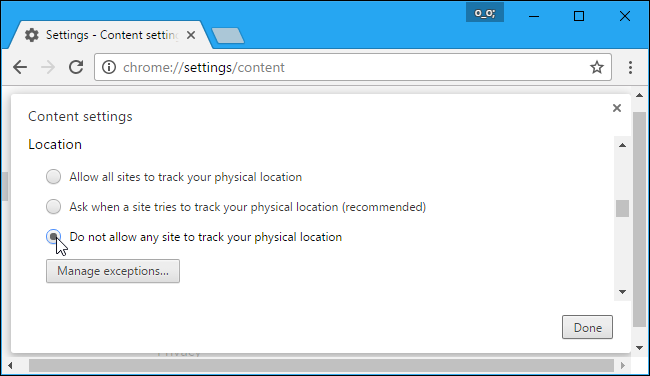 o_o;
Settings - Content settin
chrome://settings/content
Content settings
Location
Allow all sites to track your physical location
Ask when a site tries to track your physical location (recommended)
Do not allow any site to track your physical location
Manage exceptions...
Done
Privacy